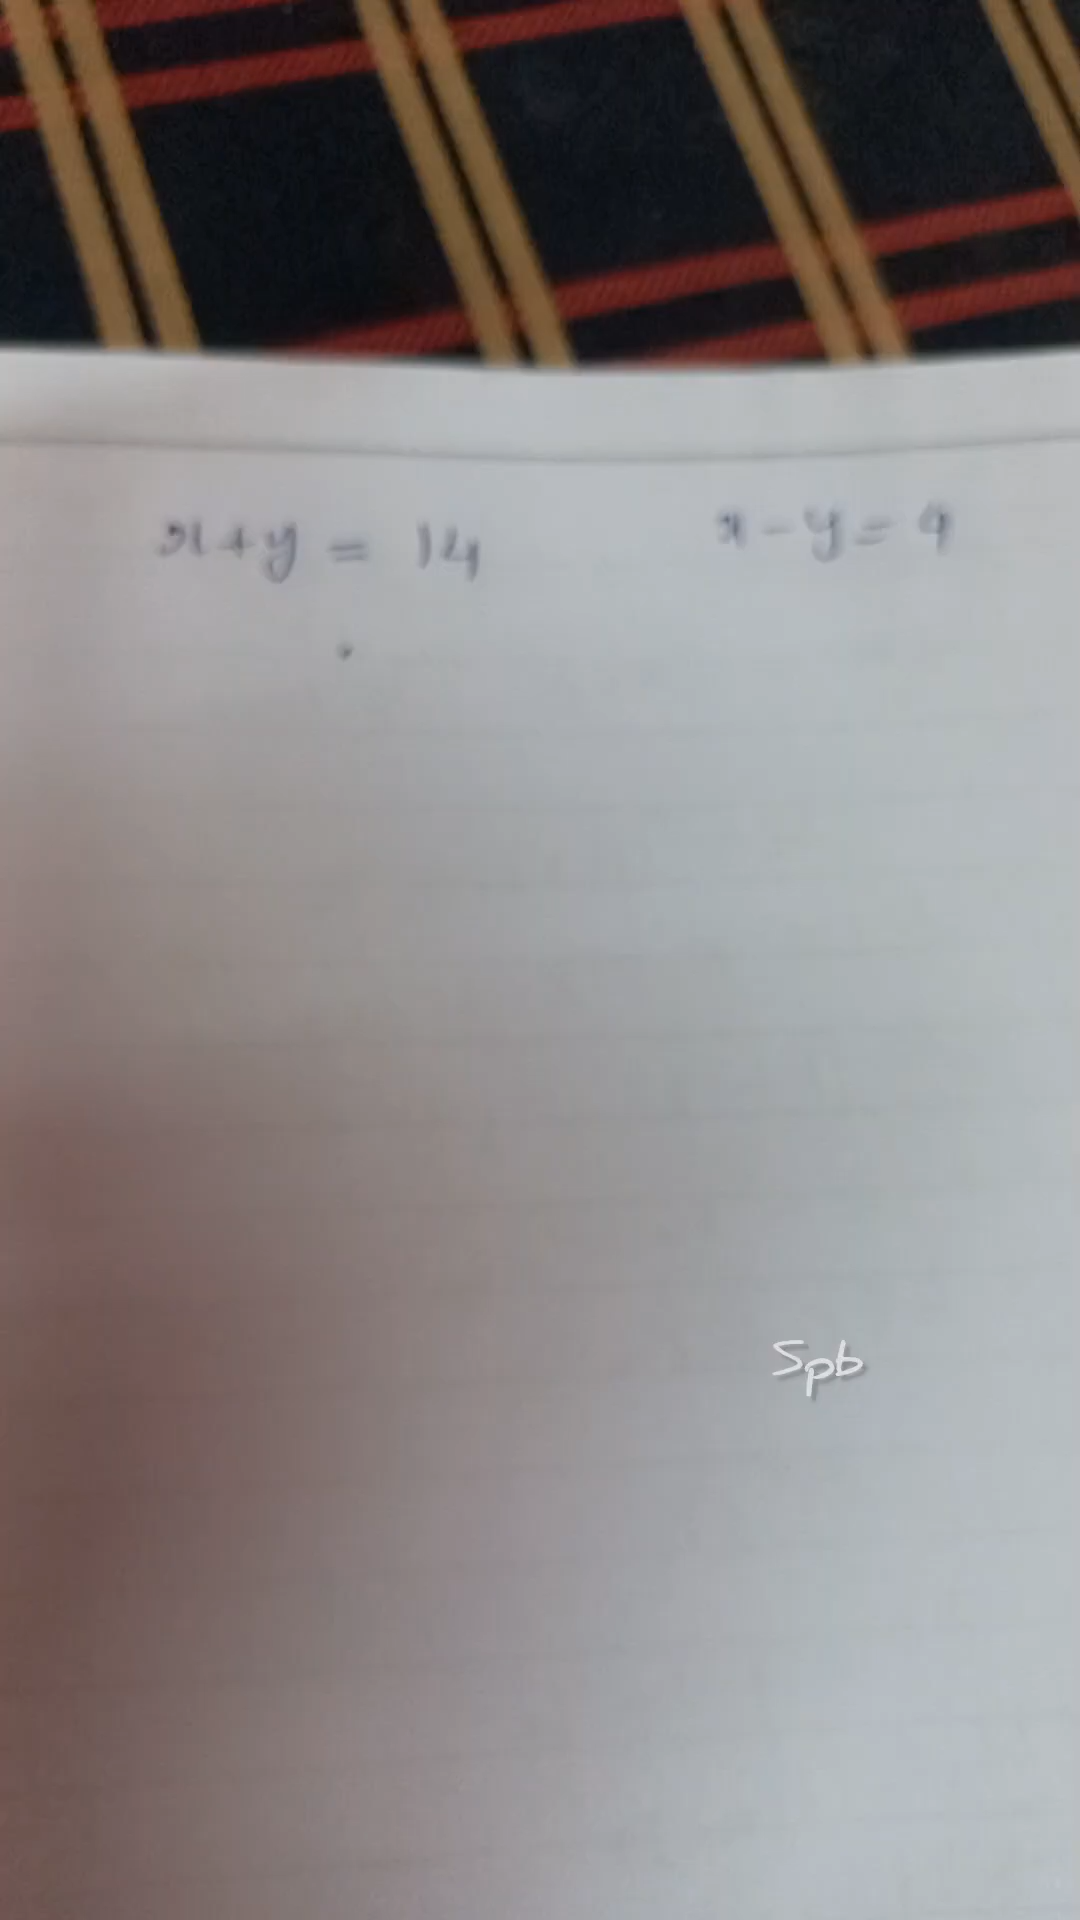 x+y = 14 x-y = 4
Spb